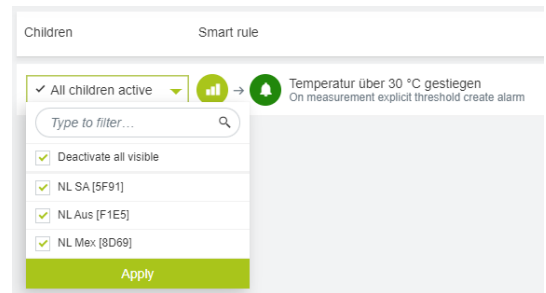 Children Smart rule
All children active
Temperatur über 30 °C gestiegen
On measurement explicit threshold create alarm
Type to filter…
Deactivate all visible
NL SA [5F91]
NL Aus [F1E5]
NL Mex [8D69]
Apply